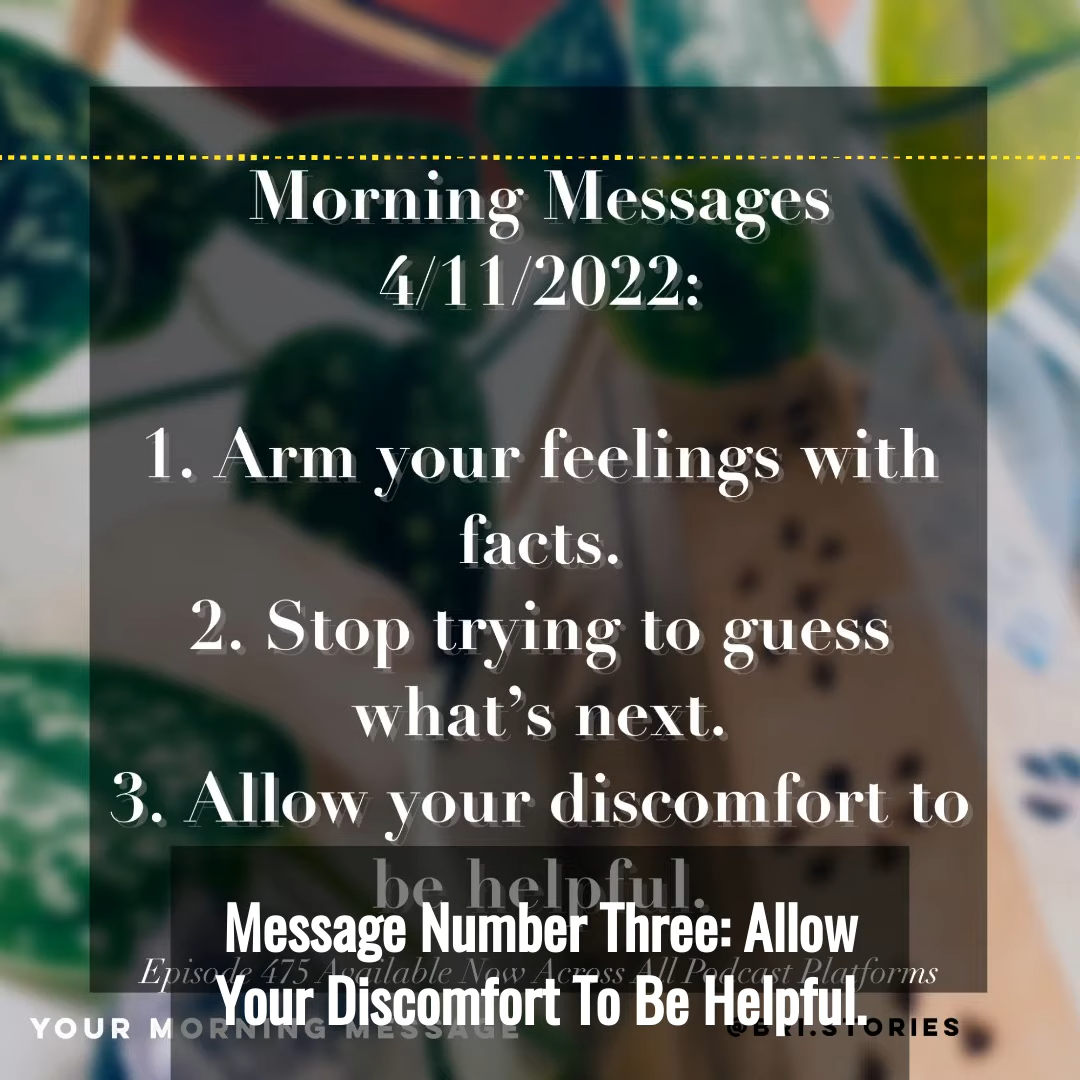 Morning Messages
4/11/2022:
1. Arm your feelings with
facts.
2. Stop trying to guess
what’s next.
3. Allow your discomfort to
be helpful.
Message Number Three: Allow
Episode 475 Available Now Across All Podcast Platforms
Your Discomfort To Be Helpful.
YOUR MORNING MESSAGE
@BRI.STORIES